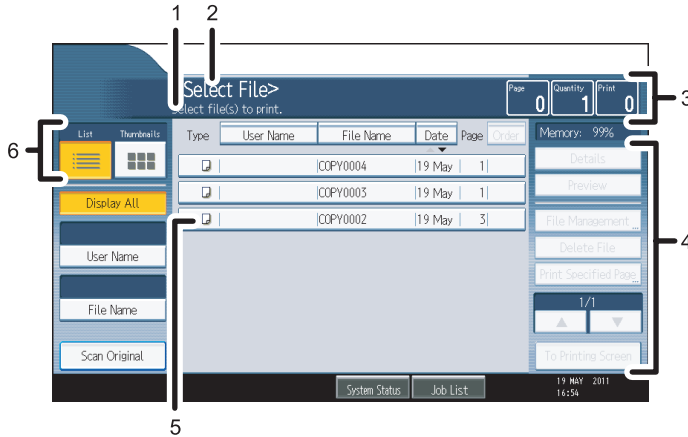 1 2
Select File>
Select file(s) to print.
Page 0 Quantity 1 Print 0
3
6
List Thumbnails
Type User Name File Name Date Page Order
Memory: 99%
COPY0004 19 May 1
COPY0003 19 May 1
COPY0002 19 May 3
Display All
User Name
File Name
Scan Original
Details
Preview
File Management...
Delete File
Print Specified Page...
4
1/1
To Printing Screen
System Status Job List
19 MAY 2011
16:54
5